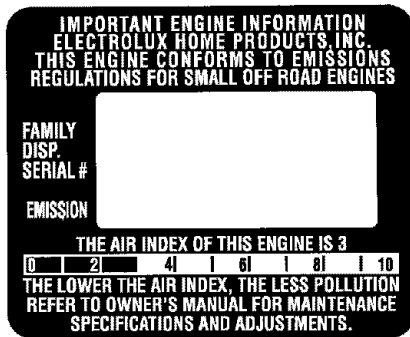 IMPORTANT ENGINE INFORMATION
ELECTROLUX HOME PRODUCTS, INC.
THIS ENGINE CONFORMS TO EMISSIONS
REGULATIONS FOR SMALL OFF ROAD ENGINES
FAMILY
DISP.
SERIAL #
EMISSION
THE AIR INDEX OF THIS ENGINE IS 3
0 2 4 6 8 10
THE LOWER THE AIR INDEX, THE LESS POLLUTION
REFER TO OWNER'S MANUAL FOR MAINTENANCE
SPECIFICATIONS AND ADJUSTMENTS.